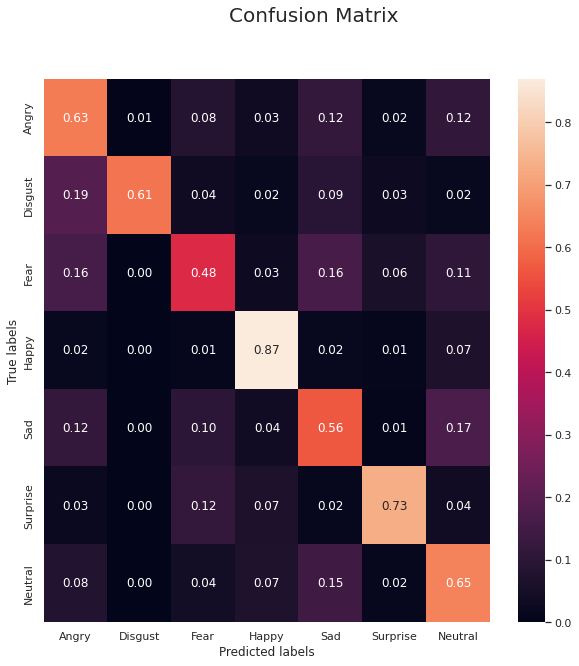 Confusion Matrix
True labels
Angry 0.63 0.01 0.08 0.03 0.12 0.02 0.12
Disgust 0.19 0.61 0.04 0.02 0.09 0.03 0.02
Fear 0.16 0.00 0.48 0.03 0.16 0.06 0.11
Happy 0.02 0.00 0.01 0.87 0.02 0.01 0.07
Sad 0.12 0.00 0.10 0.04 0.56 0.01 0.17
Surprise 0.03 0.00 0.12 0.07 0.02 0.73 0.04
Neutral 0.08 0.00 0.04 0.07 0.15 0.02 0.65
Angry Disgust Fear Happy Sad Surprise Neutral
Predicted labels
0.8
0.7
0.6
0.5
0.4
0.3
0.2
0.1
0.0